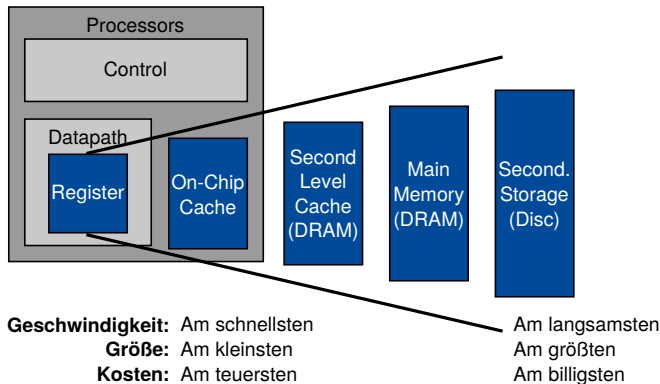 Processors
Control
Datapath
Register
On-Chip
Cache
Second
Level
Cache
(DRAM)
Main
Memory
(DRAM)
Second.
Storage
(Disc)
Geschwindigkeit: Am schnellsten Am langsamsten
Größe: Am kleinsten Am größten
Kosten: Am teuersten Am billigsten